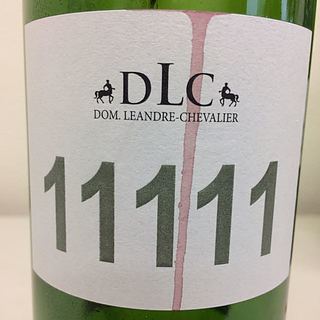 DLC
DOM. LEANDRE-CHEVALIER
11111